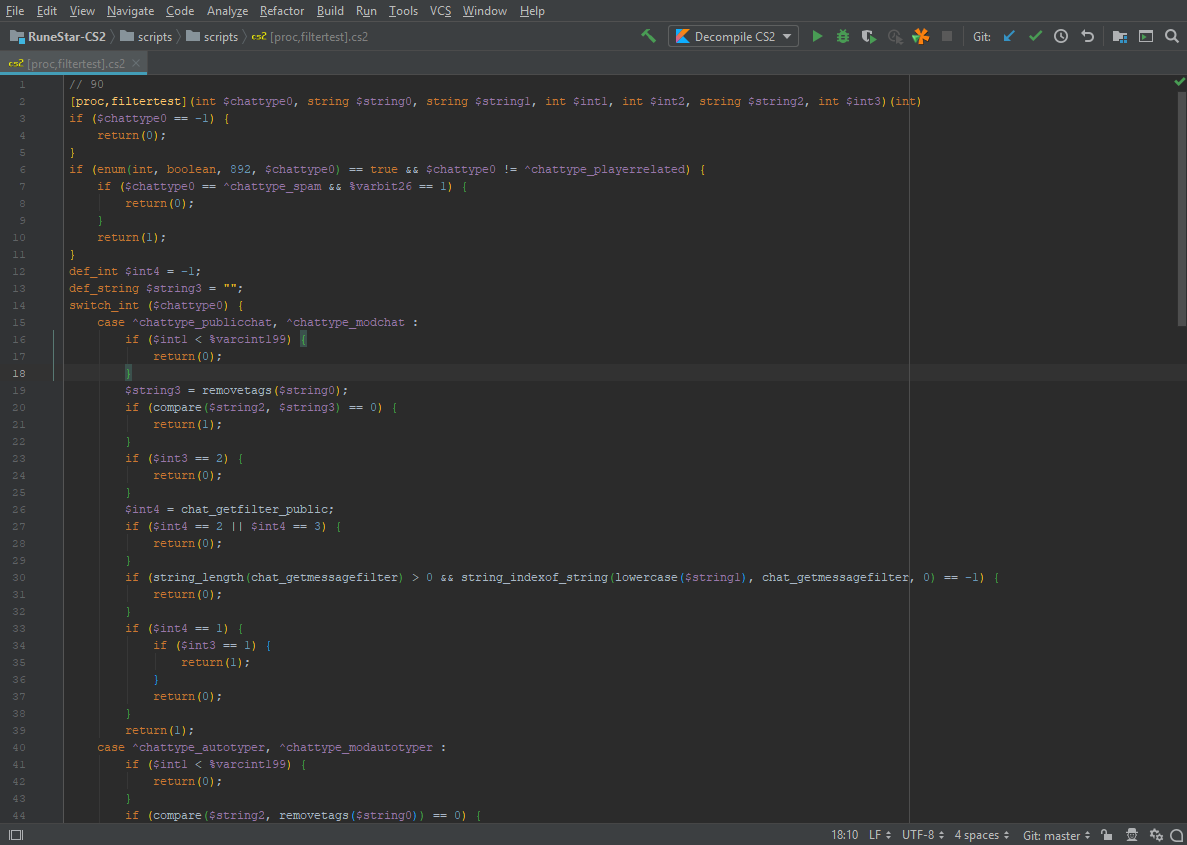 File Edit View Navigate Code Analyze Refactor Build Run Tools VCS Window Help
RuneStar-CS2 scripts scripts cs2 [proc,filtertest].cs2 Decompile CS2 Git:
cs2 [proc,filtertest].cs2
1 // 90
2 [proc,filtertest](int $chattype0, string $string0, string $string1, int $int1, int $int2, string $string2, int $int3)(int)
3 if ($chattype0 == -1) {
4 return(0);
5 }
6 if (enum(int, boolean, 892, $chattype0) == true && $chattype0 != ^chattype_playerrelated) {
7 if ($chattype0 == ^chattype_spam && %varbit26 == 1) {
8 return(0);
9 }
10 return(1);
11 }
12 def_int $int4 = -1;
13 def_string $string3 = "";
14 switch_int ($chattype0) {
15 case ^chattype_publicchat, ^chattype_modchat :
16 if ($int1 < %varcint199) {
17 return(0);
18 }
19 $string3 = removetags($string0);
20 if (compare($string2, $string3) == 0) {
21 return(1);
22 }
23 if ($int3 == 2) {
24 return(0);
25 }
26 $int4 = chat_getfilter_public;
27 if ($int4 == 2 || $int4 == 3) {
28 return(0);
29 }
30 if (string_length(chat_getmessagefilter) > 0 && string_indexof_string(lowercase($string1), chat_getmessagefilter, 0) == -1) {
31 return(0);
32 }
33 if ($int4 == 1) {
34 if ($int3 == 1) {
35 return(1);
36 }
37 return(0);
38 }
39 return(1);
40 case ^chattype_autotyper, ^chattype_modautotyper :
41 if ($int1 < %varcint199) {
42 return(0);
43 }
44 if (compare($string2, removetags($string0)) == 0) {
18:10 LF UTF-8 4 spaces Git: master